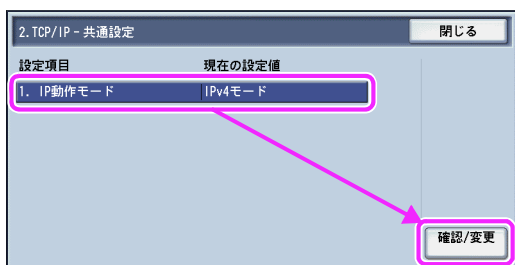 2.TCP/IP - 共通設定
閉じる
設定項目 現在の設定値
1. IP動作モード IPv4モード
確認/変更